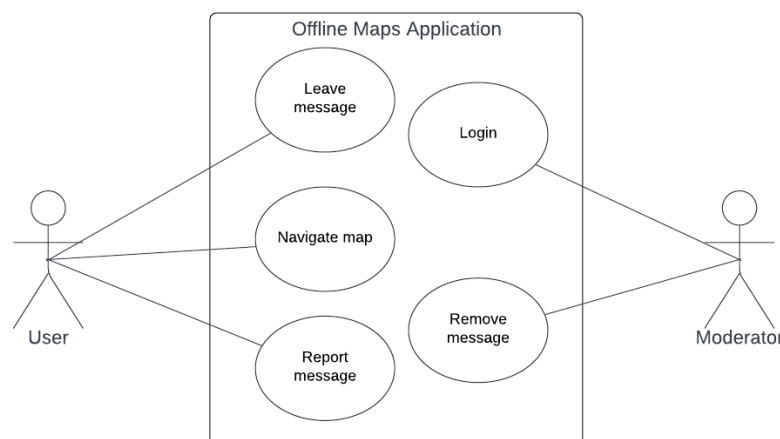 Offline Maps Application
Leave
message
Login
Navigate map
Remove
message
Report
message
User
Moderator